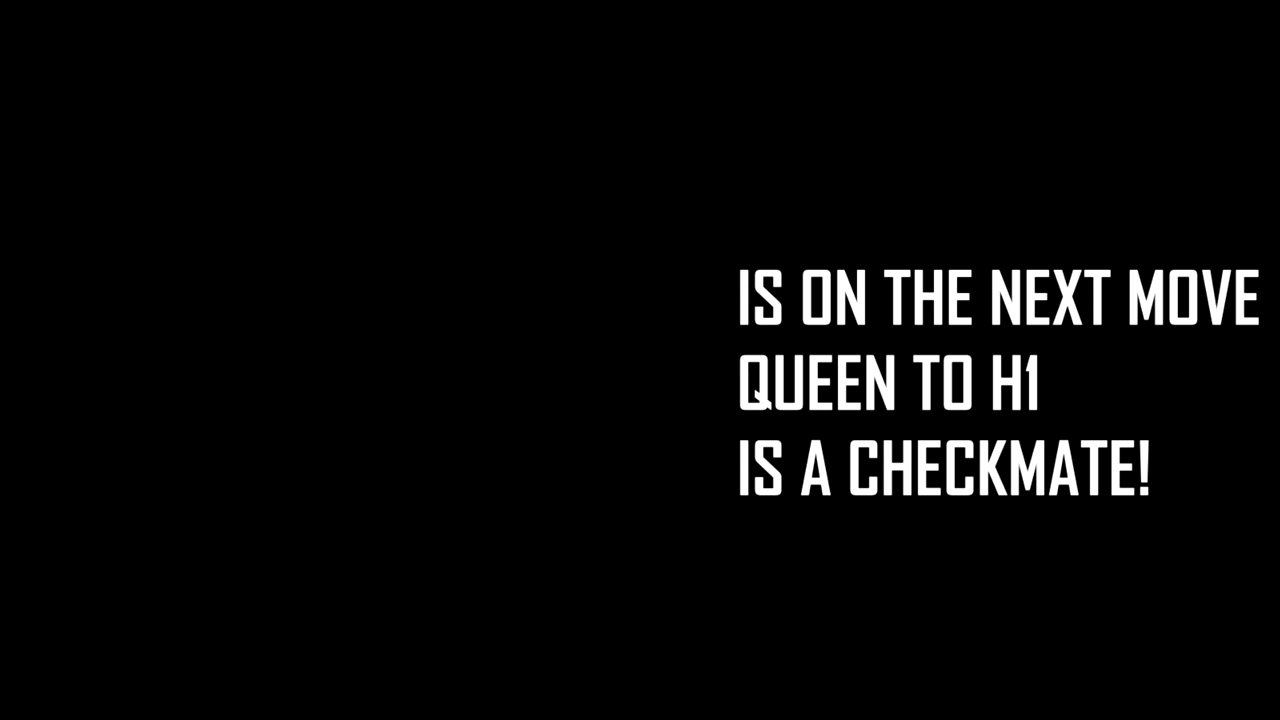 IS ON THE NEXT MOVE
QUEEN TO H1
IS A CHECKMATE!